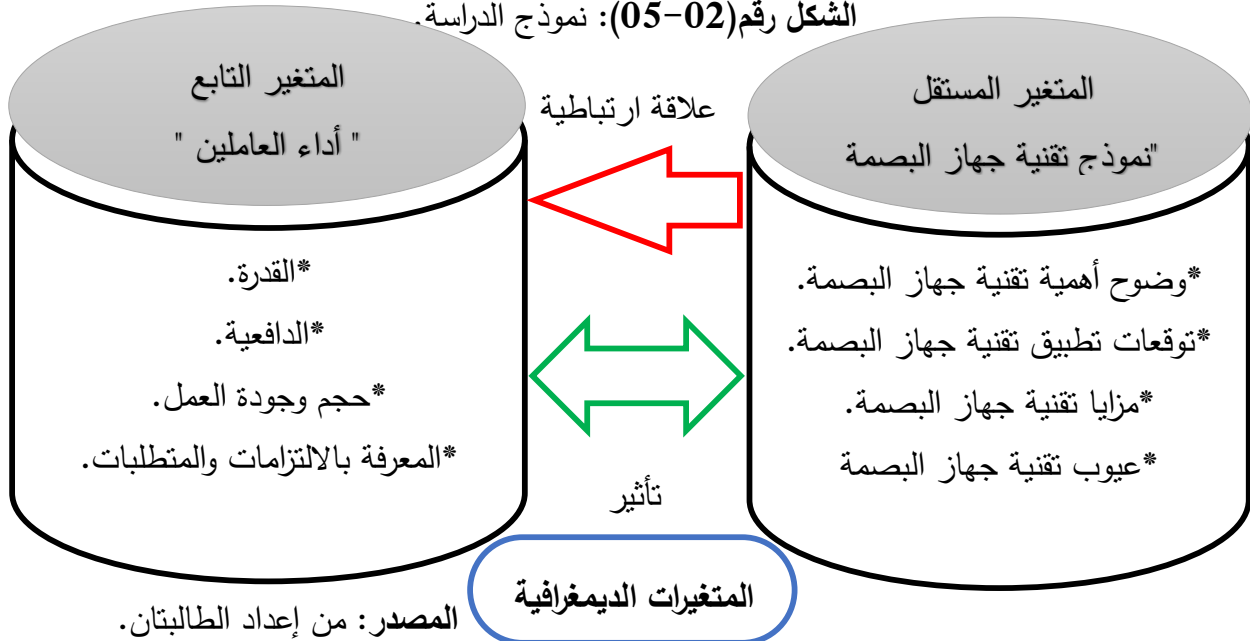 الشكل رقم(02-05): نموذج الدراسة.
المتغير المستقل
"نموذج تقنية جهاز البصمة
*وضوح أهمية تقنية جهاز البصمة.
*توقعات تطبيق تقنية جهاز البصمة.
*مزايا تقنية جهاز البصمة.
*عيوب تقنية جهاز البصمة
علاقة ارتباطية
تأثير
المتغير التابع
" أداء العاملين "
*القدرة.
*الدافعية.
*حجم وجودة العمل.
*المعرفة بالالتزامات والمتطلبات.
المتغيرات الديمغرافية
المصدر: من إعداد الطالبتان.